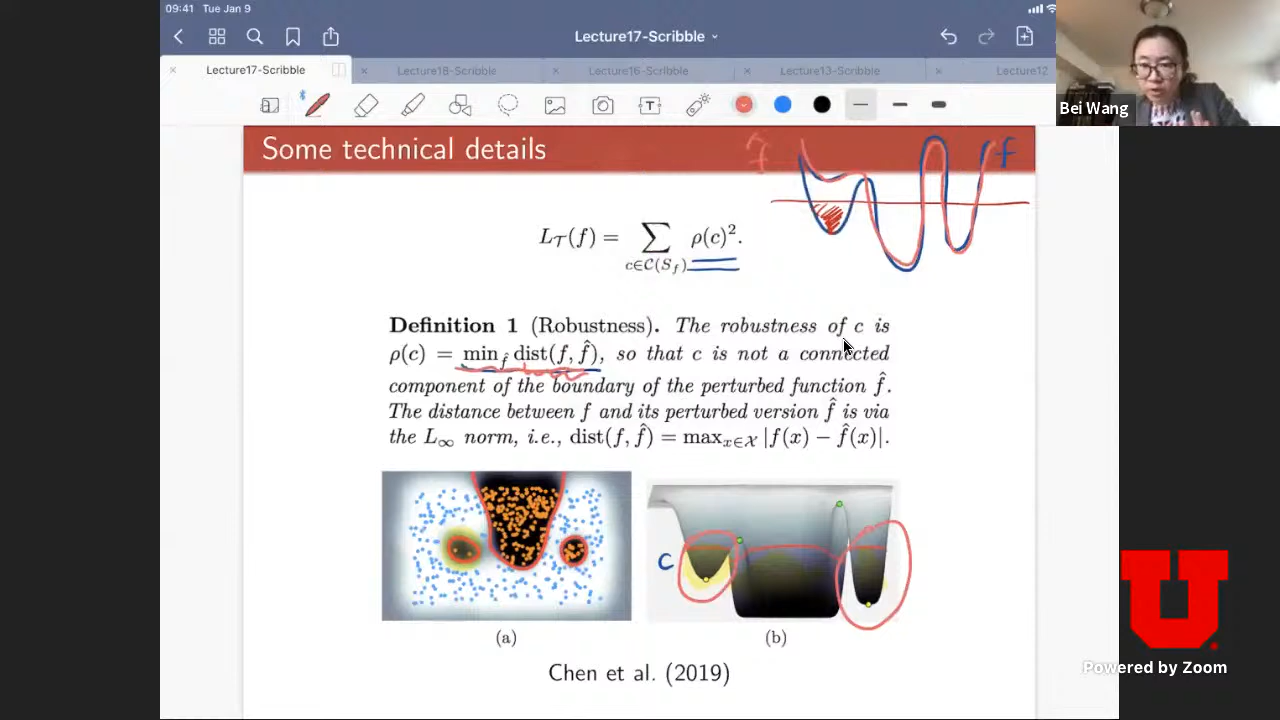 09:41 Tue Jan 9
Lecture17-Scribble
Lecture17-Scribble
Lecture18-Scribble
Lecture16-Scribble
Lecture13-Scribble
Lecture12
Bei Wang
Some technical details
f̂
f
L_𝒯(f) = ∑_{c∈𝒞(S_f)} ρ(c)².
Definition 1 (Robustness). The robustness of c is
ρ(c) = min_f̂ dist(f, f̂), so that c is not a connected
component of the boundary of the perturbed function f̂.
The distance between f and its perturbed version f̂ is via
the L∞ norm, i.e., dist(f, f̂) = max_{x∈𝒳} |f(x) − f̂(x)|.
C
(a)
(b)
Chen et al. (2019)
U
Powered by Zoom